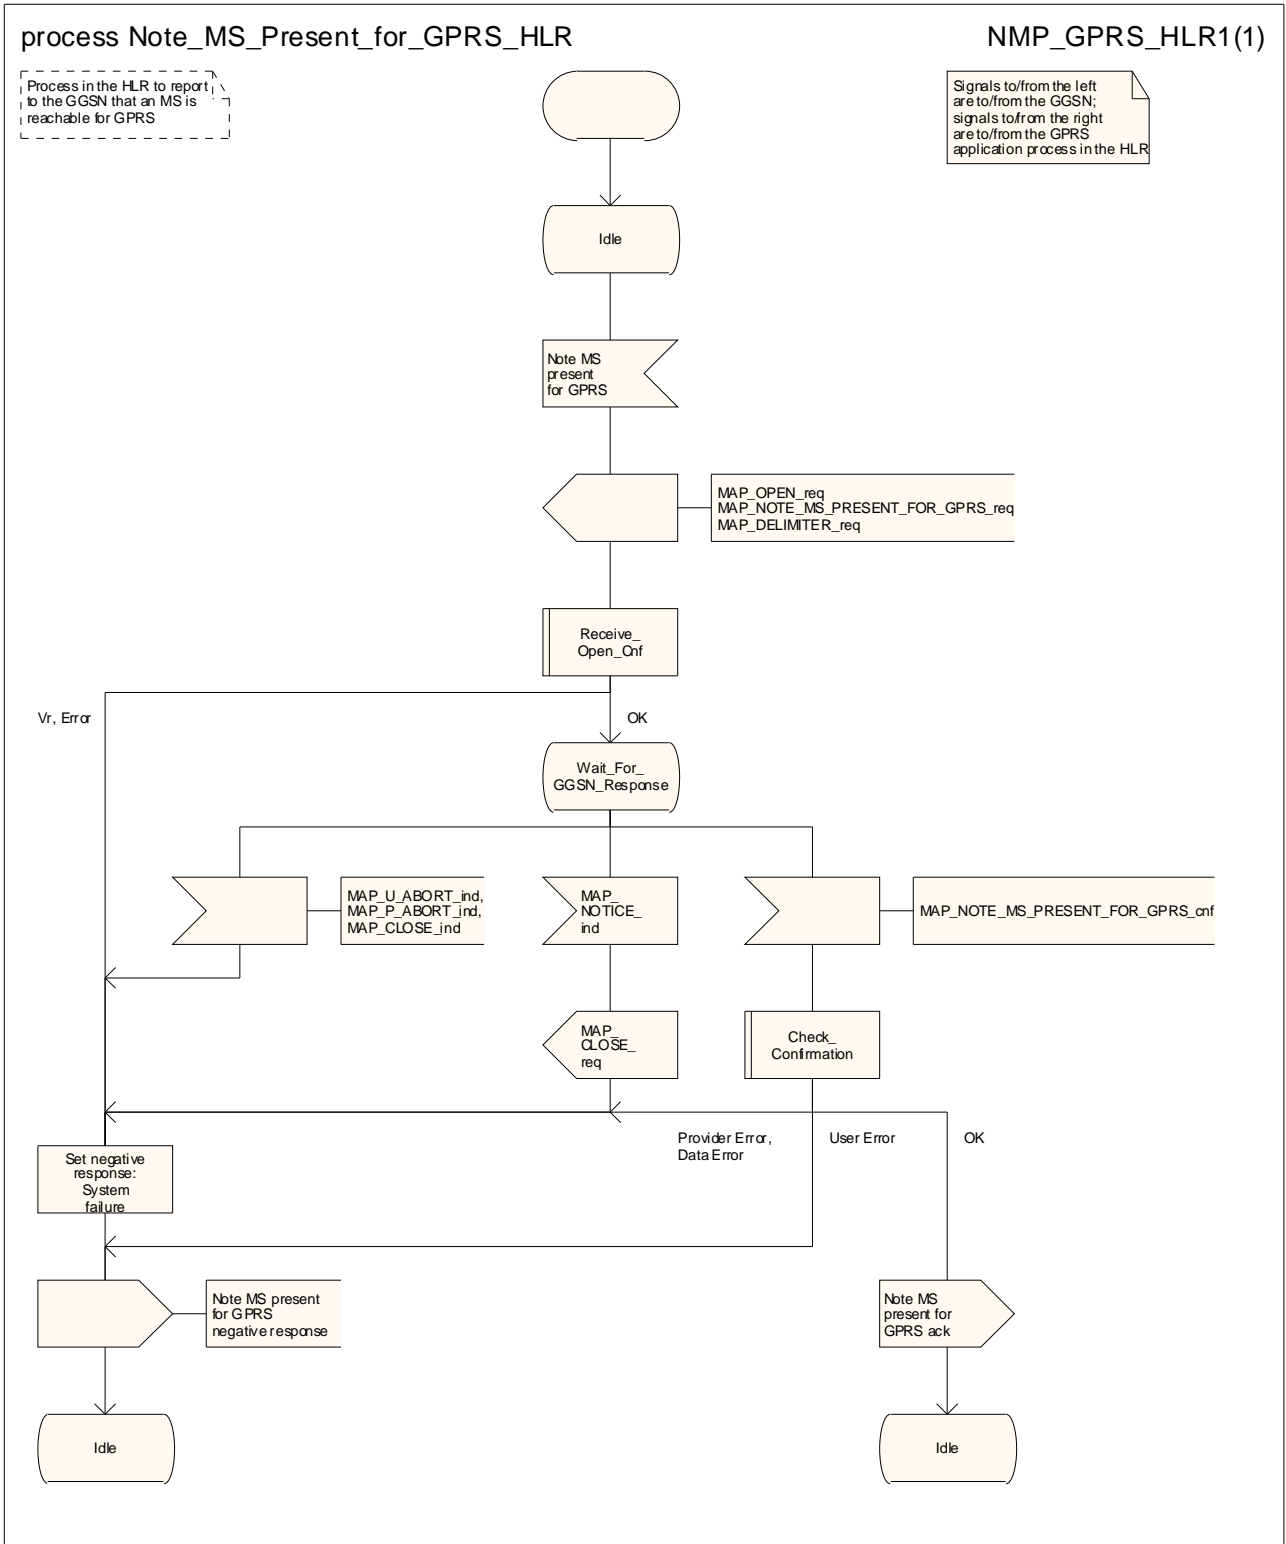 process Note_MS_Present_for_GPRS_HLR
NMP_GPRS_HLR1(1)
Process in the HLR to report
to the GGSN that an MS is
reachable for GPRS
Signals to/from the left
are to/from the GGSN;
signals to/from the right
are to/from the GPRS
application process in the HLR
Idle
Note MS
present
for GPRS
MAP_OPEN_req
MAP_NOTE_MS_PRESENT_FOR_GPRS_req
MAP_DELIMITER_req
Receive_
Open_Cnf
Vr, Error
OK
Wait_For_
GGSN_Response
MAP_U_ABORT_ind,
MAP_P_ABORT_ind,
MAP_CLOSE_ind
MAP_
NOTICE_
ind
MAP_NOTE_MS_PRESENT_FOR_GPRS_cnf
MAP_
CLOSE_
req
Check_
Confirmation
Provider Error,
Data Error
User Error
OK
Set negative
response:
System
failure
Note MS present
for GPRS
negative response
Note MS
present for
GPRS ack
Idle
Idle